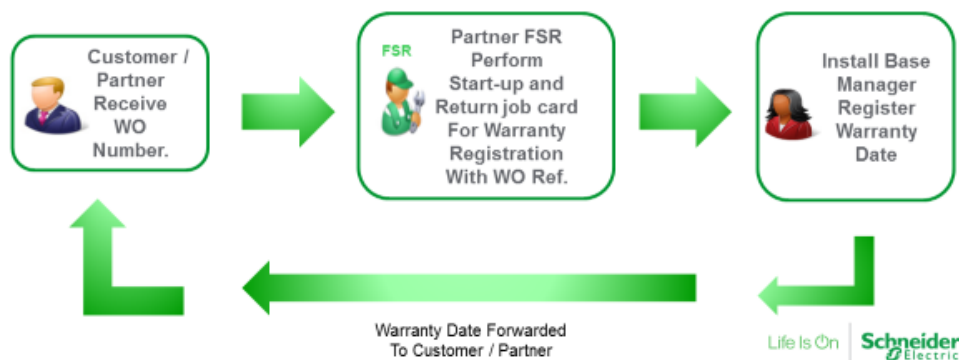 Customer /
Partner
Receive
WO
Number.
FSR
Partner FSR
Perform
Start-up and
Return job card
For Warranty
Registration
With WO Ref.
Install Base
Manager
Register
Warranty
Date
Warranty Date Forwarded
To Customer / Partner
Life Is On
Schneider
Electric